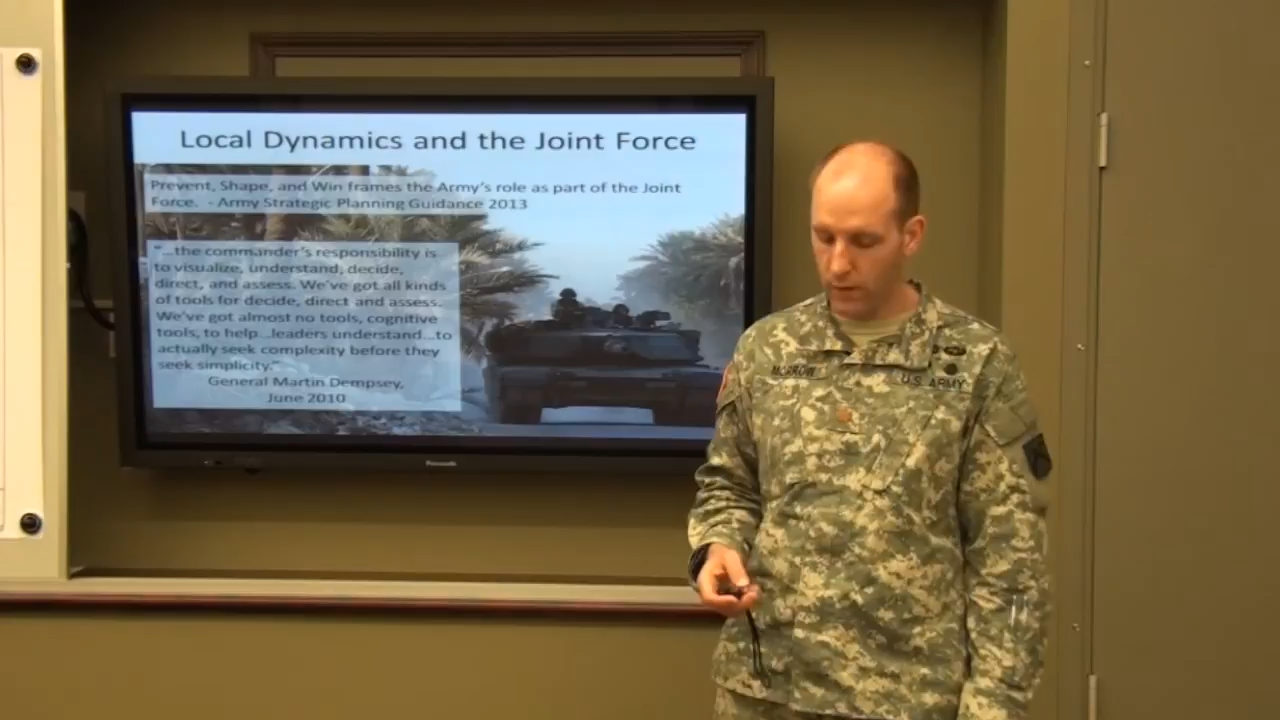 Local Dynamics and the Joint Force
Prevent, Shape, and Win frames the Army's role as part of the Joint
Force. - Army Strategic Planning Guidance 2013
"...the commander's responsibility is
to visualize, understand, decide,
direct, and assess. We've got all kinds
of tools for decide, direct and assess.
We've got almost no tools, cognitive
tools, to help...leaders understand...to
actually seek complexity before they
seek simplicity."
General Martin Dempsey,
June 2010
Panasonic
MORROW
U.S. ARMY